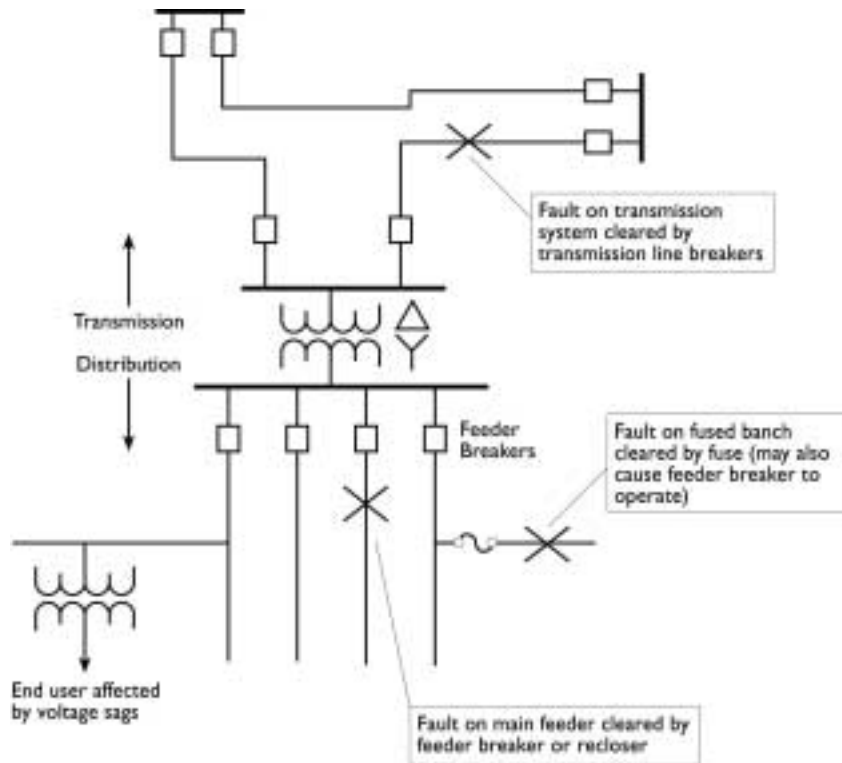 Fault on transmission
system cleared by
transmission line breakers
Transmission
Distribution
Feeder
Breakers
Fault on fused banch
cleared by fuse (may also
cause feeder breaker to
operate)
End user affected
by voltage sags
Fault on main feeder cleared by
feeder breaker or recloser